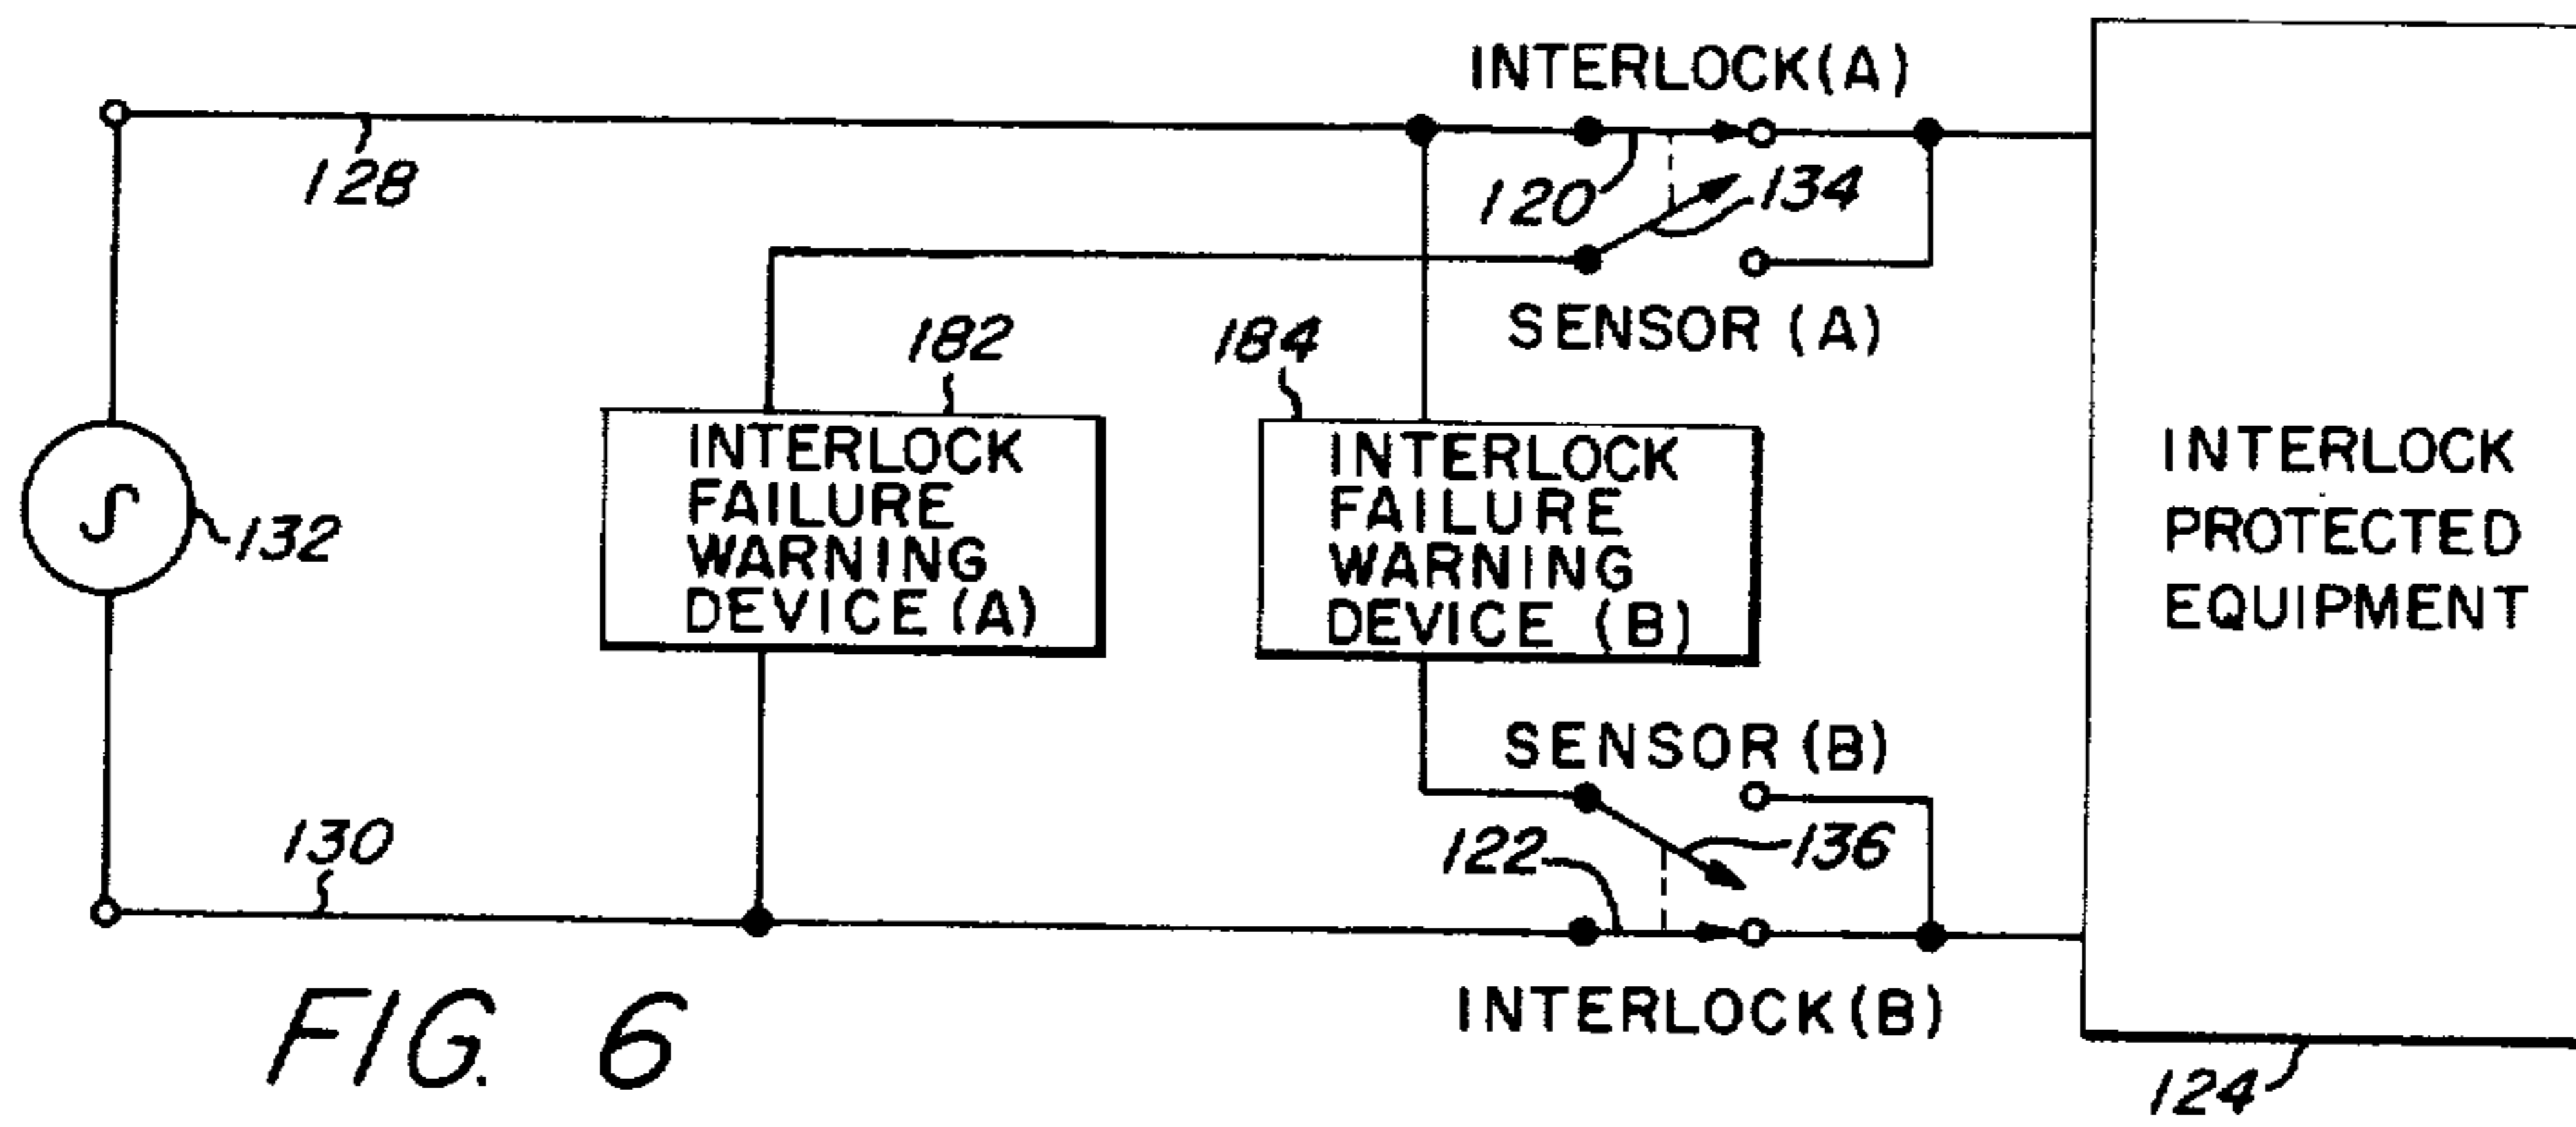 INTERLOCK(A)
128
120
134
SENSOR (A)
182
184
132
INTERLOCK
FAILURE
WARNING
DEVICE (A)
INTERLOCK
FAILURE
WARNING
DEVICE (B)
INTERLOCK
PROTECTED
EQUIPMENT
SENSOR (B)
130
122
136
INTERLOCK(B)
FIG. 6
124